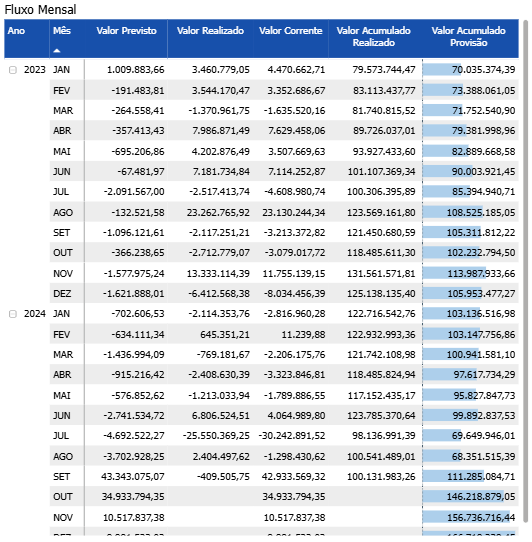 Fluxo Mensal
Ano Mês Valor Previsto Valor Realizado Valor Corrente Valor Acumulado Realizado Valor Acumulado Provisão
2023 JAN 1.009.883,66 3.460.779,05 4.470.662,71 79.573.744,47 70.035.374,39
FEV -191.483,81 3.544.170,47 3.352.686,67 83.113.437,77 73.388.061,05
MAR -264.558,41 -1.370.961,75 -1.635.520,16 81.740.815,52 71.752.540,90
ABR -357.413,43 7.986.871,49 7.629.458,06 89.726.037,01 79.381.998,96
MAI -695.206,86 4.202.876,49 3.507.669,63 93.927.433,60 82.889.668,58
JUN -67.481,97 7.181.734,84 7.114.252,87 101.107.369,34 90.003.921,45
JUL -2.091.567,00 -2.517.413,74 -4.608.980,74 100.306.395,89 85.394.940,71
AGO -132.521,58 23.262.765,92 23.130.244,34 123.569.161,80 108.525.185,05
SET -1.096.121,61 -2.117.251,21 -3.213.372,82 121.450.680,59 105.311.812,22
OUT -366.238,65 -2.712.779,07 -3.079.017,72 118.485.611,30 102.232.794,50
NOV -1.577.975,24 13.333.114,39 11.755.139,15 131.561.571,81 113.987.933,66
DEZ -1.621.888,01 -6.412.568,38 -8.034.456,39 125.138.135,40 105.953.477,27
2024 JAN -702.606,53 -2.114.353,76 -2.816.960,28 122.716.542,76 103.136.516,98
FEV -634.111,34 645.351,21 11.239,88 122.932.993,36 103.147.756,86
MAR -1.436.994,09 -769.181,67 -2.206.175,76 121.742.108,98 100.941.581,10
ABR -915.216,42 -2.408.630,39 -3.323.846,81 118.485.824,94 97.617.734,29
MAI -576.852,62 -1.213.033,94 -1.789.886,55 117.152.435,17 95.827.847,73
JUN -2.741.534,72 6.806.524,51 4.064.989,80 123.785.370,64 99.892.837,53
JUL -4.692.522,27 -25.550.369,25 -30.242.891,52 98.136.991,39 69.649.946,01
AGO -3.702.928,25 2.404.497,62 -1.298.430,62 100.541.489,01 68.351.515,39
SET 43.343.075,07 -409.505,75 42.933.569,32 100.131.983,26 111.285.084,71
OUT 34.933.794,35 34.933.794,35 146.218.879,05
NOV 10.517.837,38 10.517.837,38 156.736.716,44